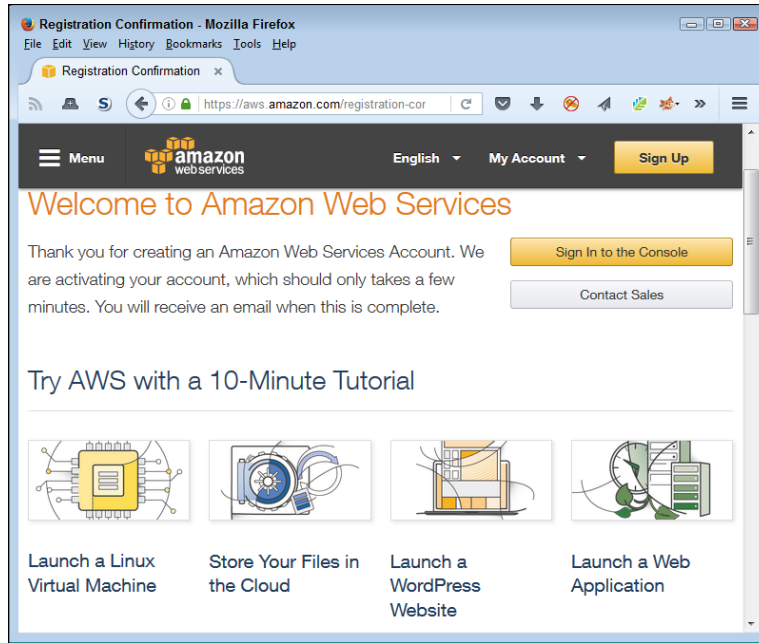 Registration Confirmation - Mozilla Firefox
File Edit View History Bookmarks Tools Help
Registration Confirmation
https://aws.amazon.com/registration-cor
Menu
amazon
webservices
English
My Account
Sign Up
Welcome to Amazon Web Services
Thank you for creating an Amazon Web Services Account. We
are activating your account, which should only takes a few
minutes. You will receive an email when this is complete.
Sign In to the Console
Contact Sales
Try AWS with a 10-Minute Tutorial
Launch a Linux
Virtual Machine
Store Your Files in
the Cloud
Launch a
WordPress
Website
Launch a Web
Application